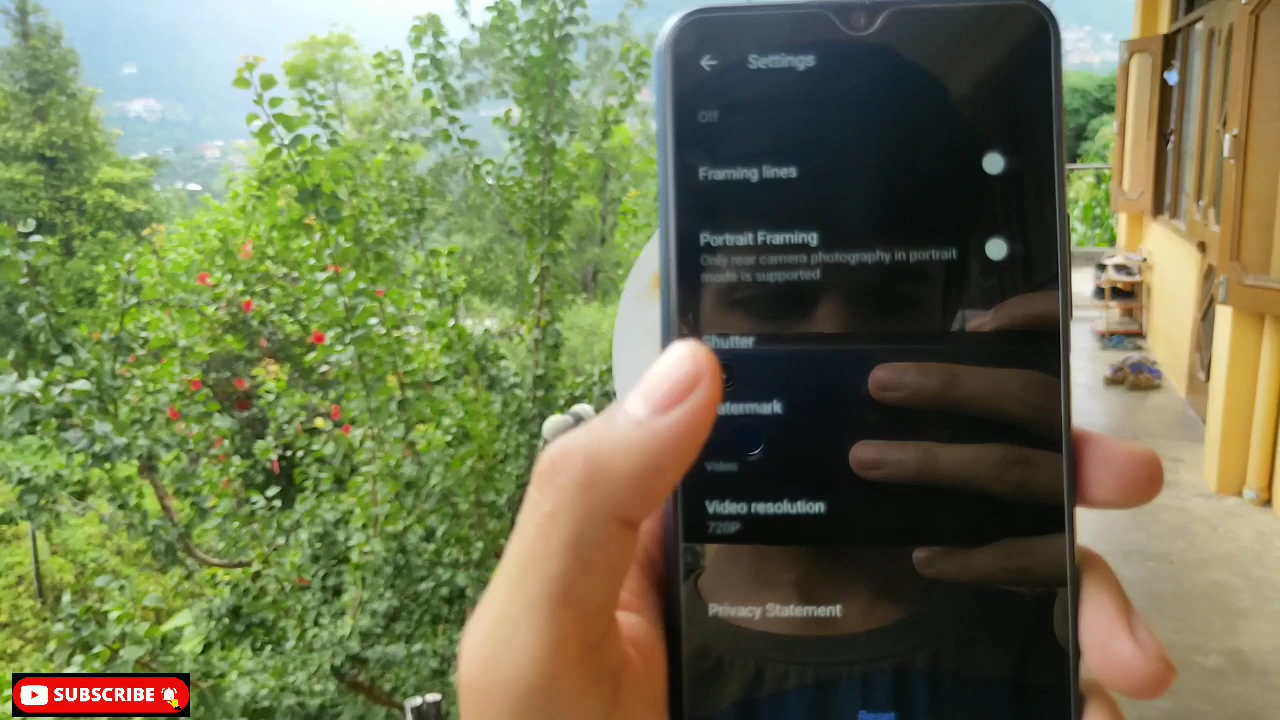 Settings
Off
Framing lines
Portrait Framing
Only rear camera photography in portrait
mode is supported
Shutter
atermark
Video
Video resolution
720P
Privacy Statement
Reset
SUBSCRIBE